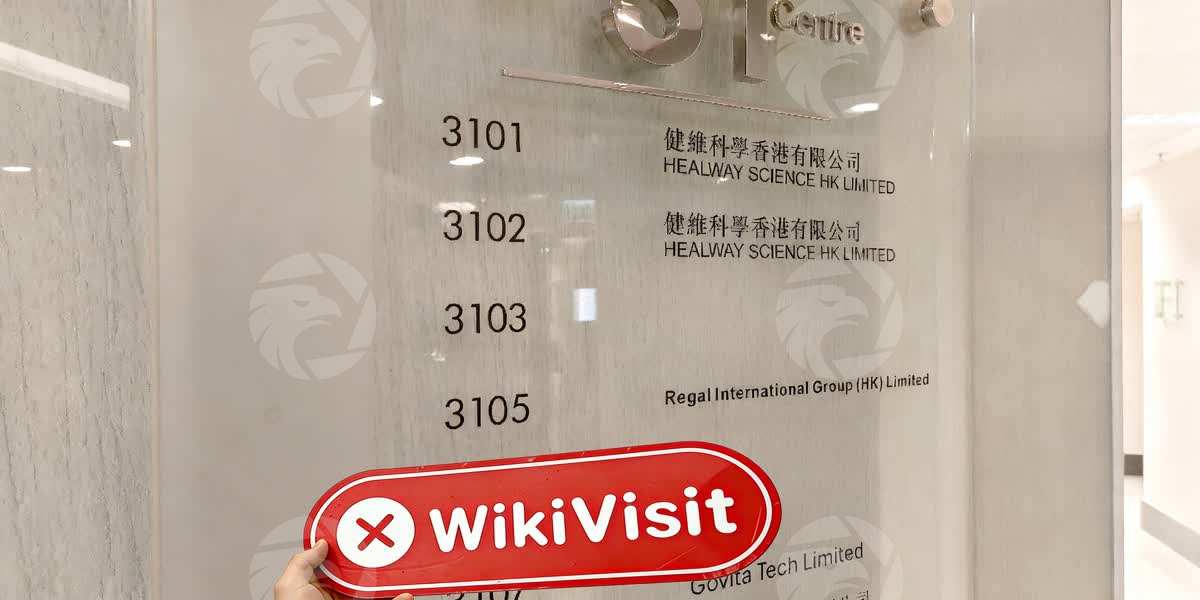 Centre
3101
健維科學香港有限公司
HEALWAY SCIENCE HK LIMITED
3102
健維科學香港有限公司
HEALWAY SCIENCE HK LIMITED
3103
3105
Regal International Group (HK) Limited
WikiVisit
3107
Govita Tech Limited